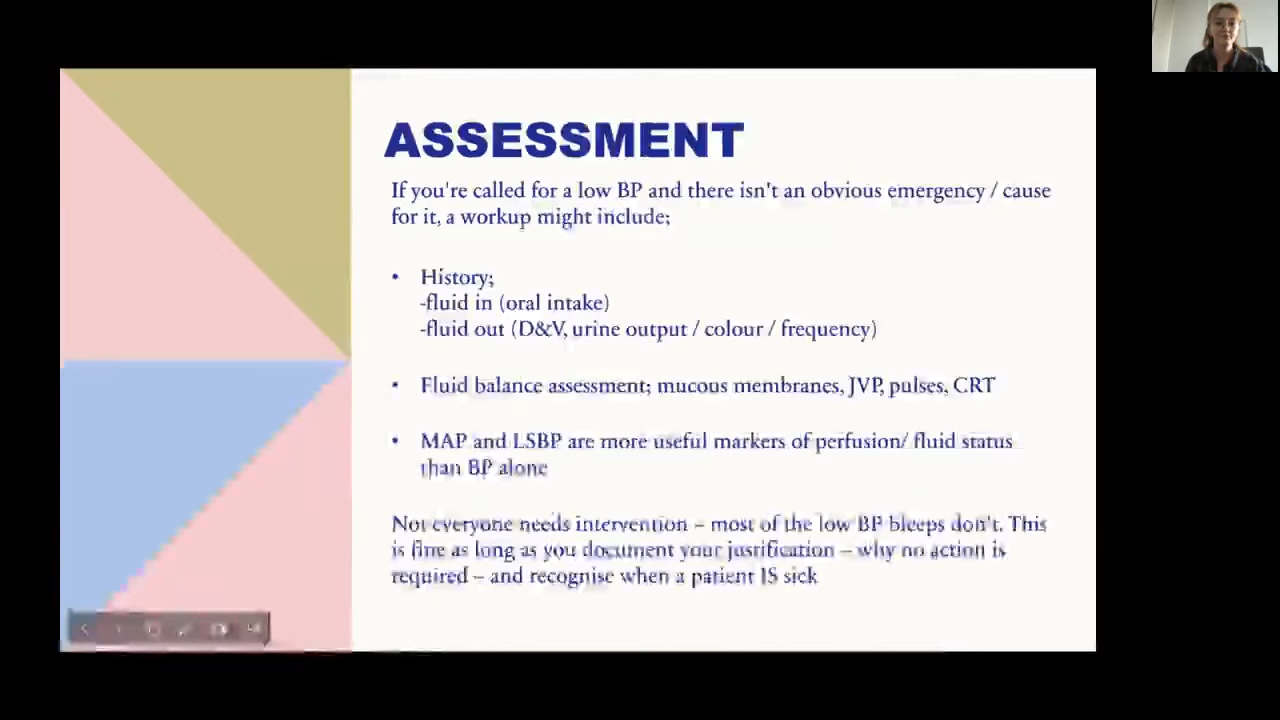 ASSESSMENT
If you're called for a low BP and there isn't an obvious emergency / cause
for it, a workup might include;
• History;
-fluid in (oral intake)
-fluid out (D&V, urine output / colour / frequency)
• Fluid balance assessment; mucous membranes, JVP, pulses, CRT
• MAP and LSBP are more useful markers of perfusion/ fluid status
than BP alone
Not everyone needs intervention – most of the low BP bleeps don't. This
is fine as long as you document your justification – why no action is
required – and recognise when a patient IS sick